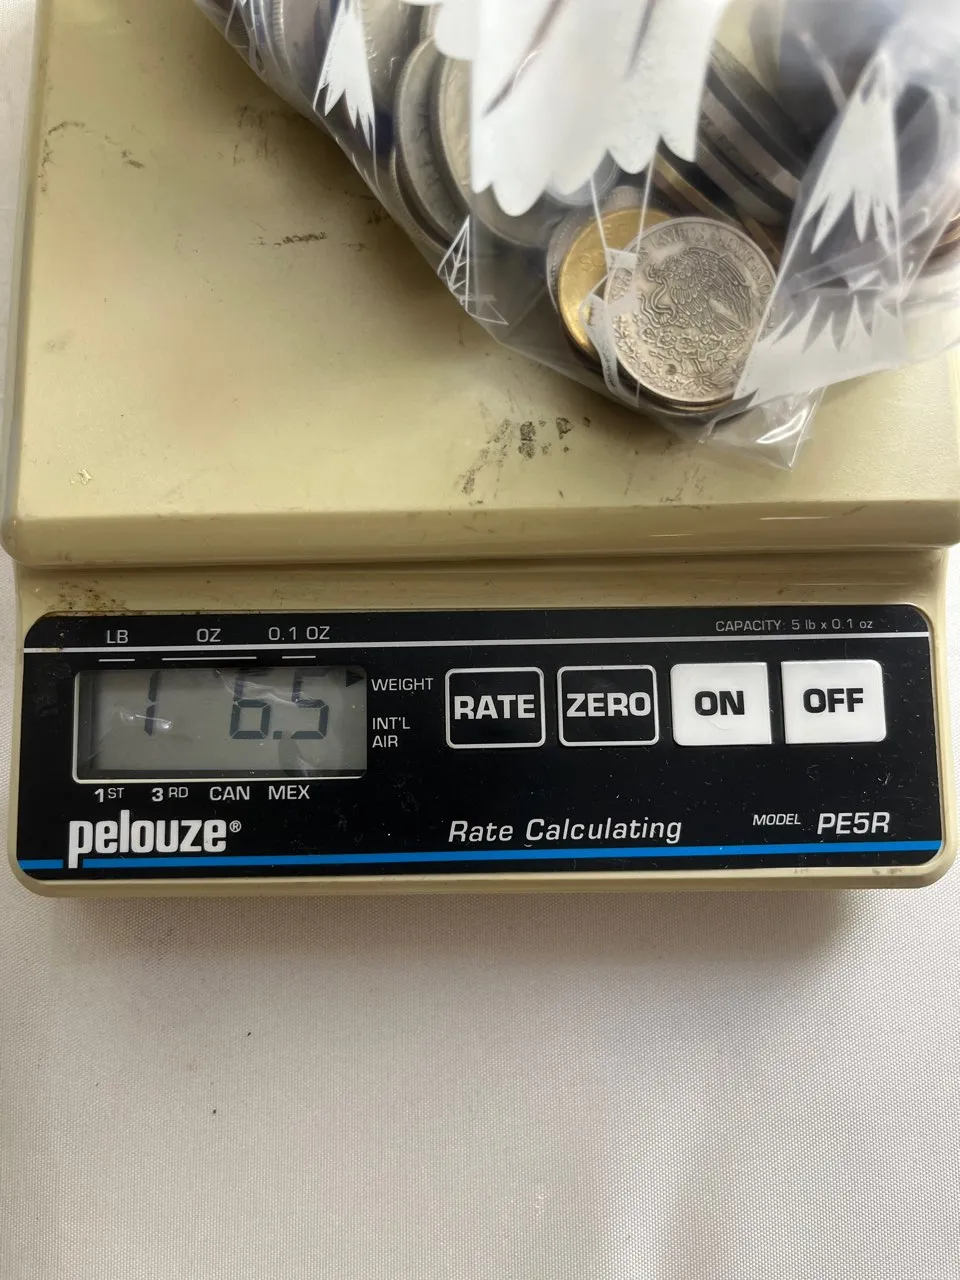 LB OZ 0.1 OZ
CAPACITY: 5 lb x 0.1 oz
1 6.5
WEIGHT
INT'L
AIR
RATE ZERO ON OFF
1ST 3RD CAN MEX
pelouze®
Rate Calculating
MODEL PE5R